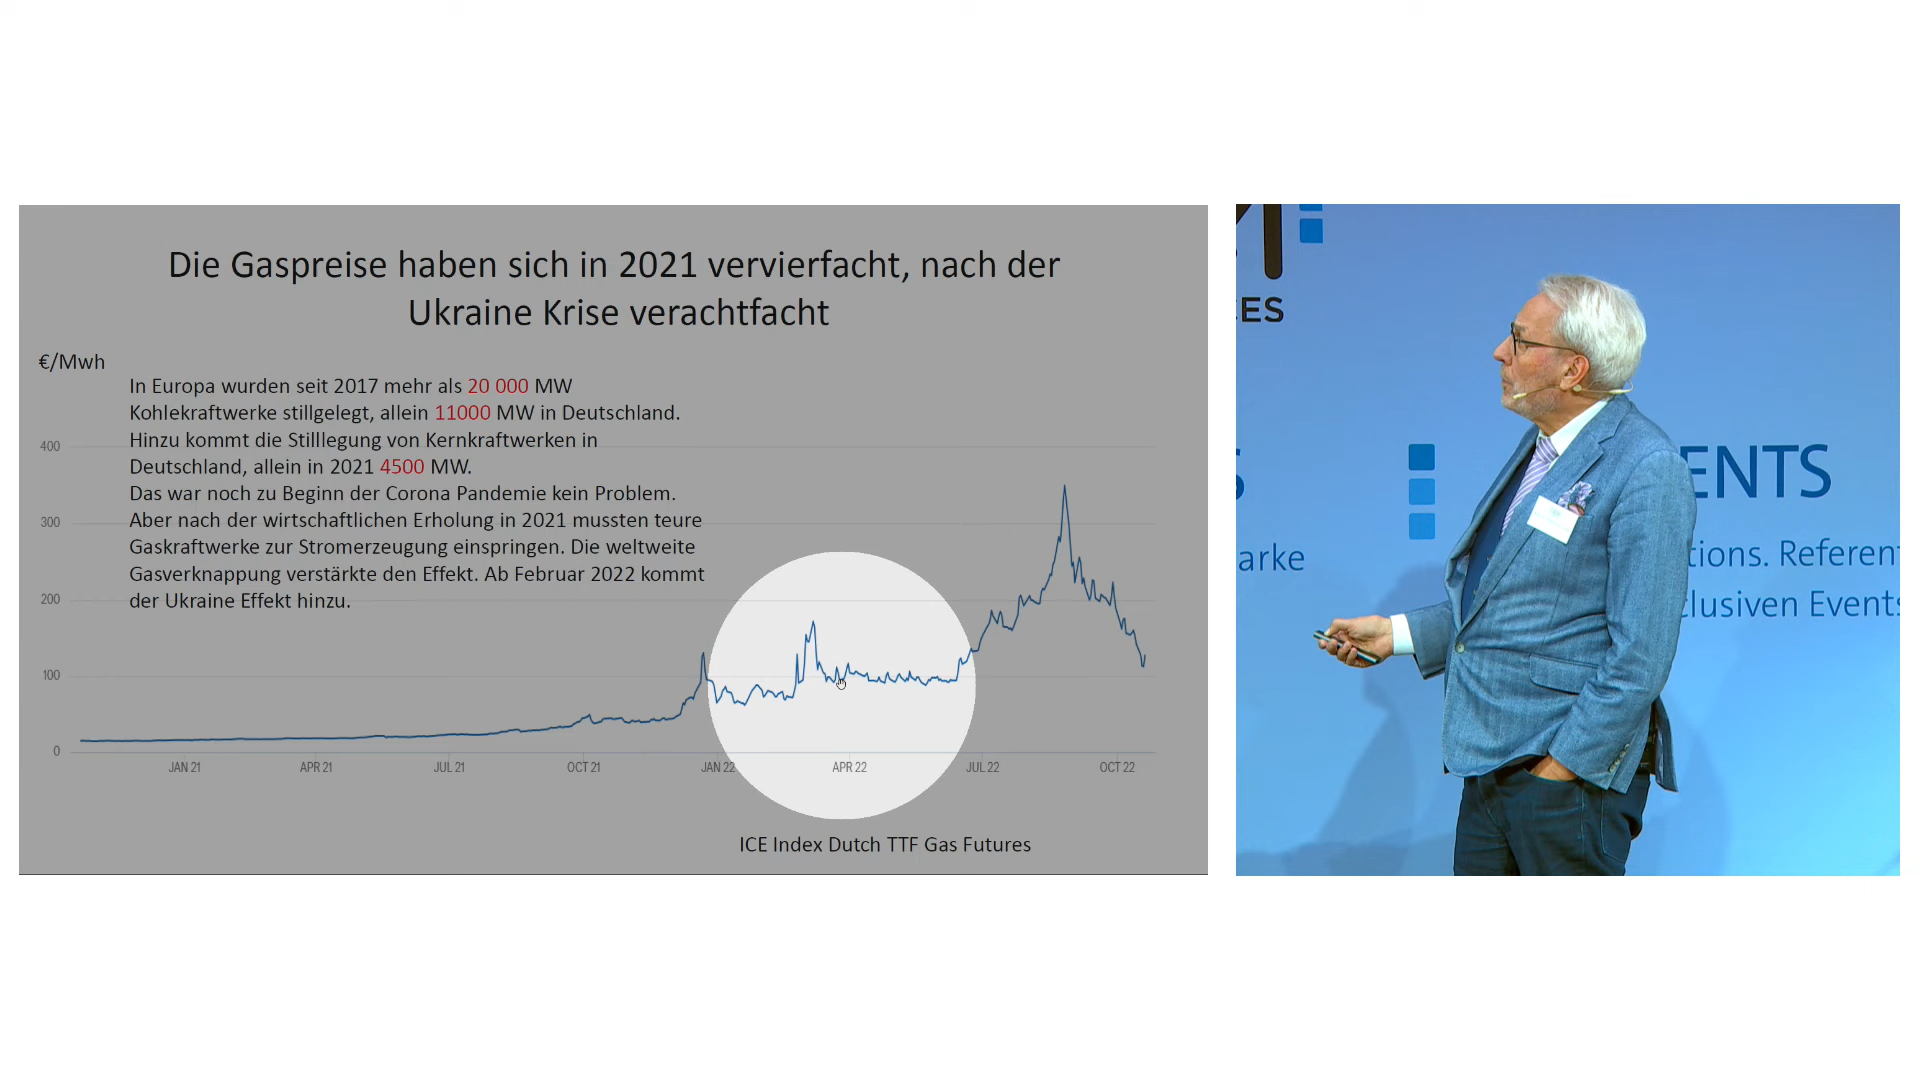 Die Gaspreise haben sich in 2021 vervierfacht, nach der
Ukraine Krise verachtfacht
€/Mwh
In Europa wurden seit 2017 mehr als 20 000 MW
Kohlekraftwerke stillgelegt, allein 11000 MW in Deutschland.
Hinzu kommt die Stilllegung von Kernkraftwerken in
Deutschland, allein in 2021 4500 MW.
Das war noch zu Beginn der Corona Pandemie kein Problem.
Aber nach der wirtschaftlichen Erholung in 2021 mussten teure
Gaskraftwerke zur Stromerzeugung einspringen. Die weltweite
Gasverknappung verstärkte den Effekt. Ab Februar 2022 kommt
der Ukraine Effekt hinzu.
400
300
200
100
0
JAN 21
APR 21
JUL 21
OCT 21
JAN 22
APR 22
JUL 22
OCT 22
ICE Index Dutch TTF Gas Futures
ES
ENTS
arke
tions. Referen
clusiven Events